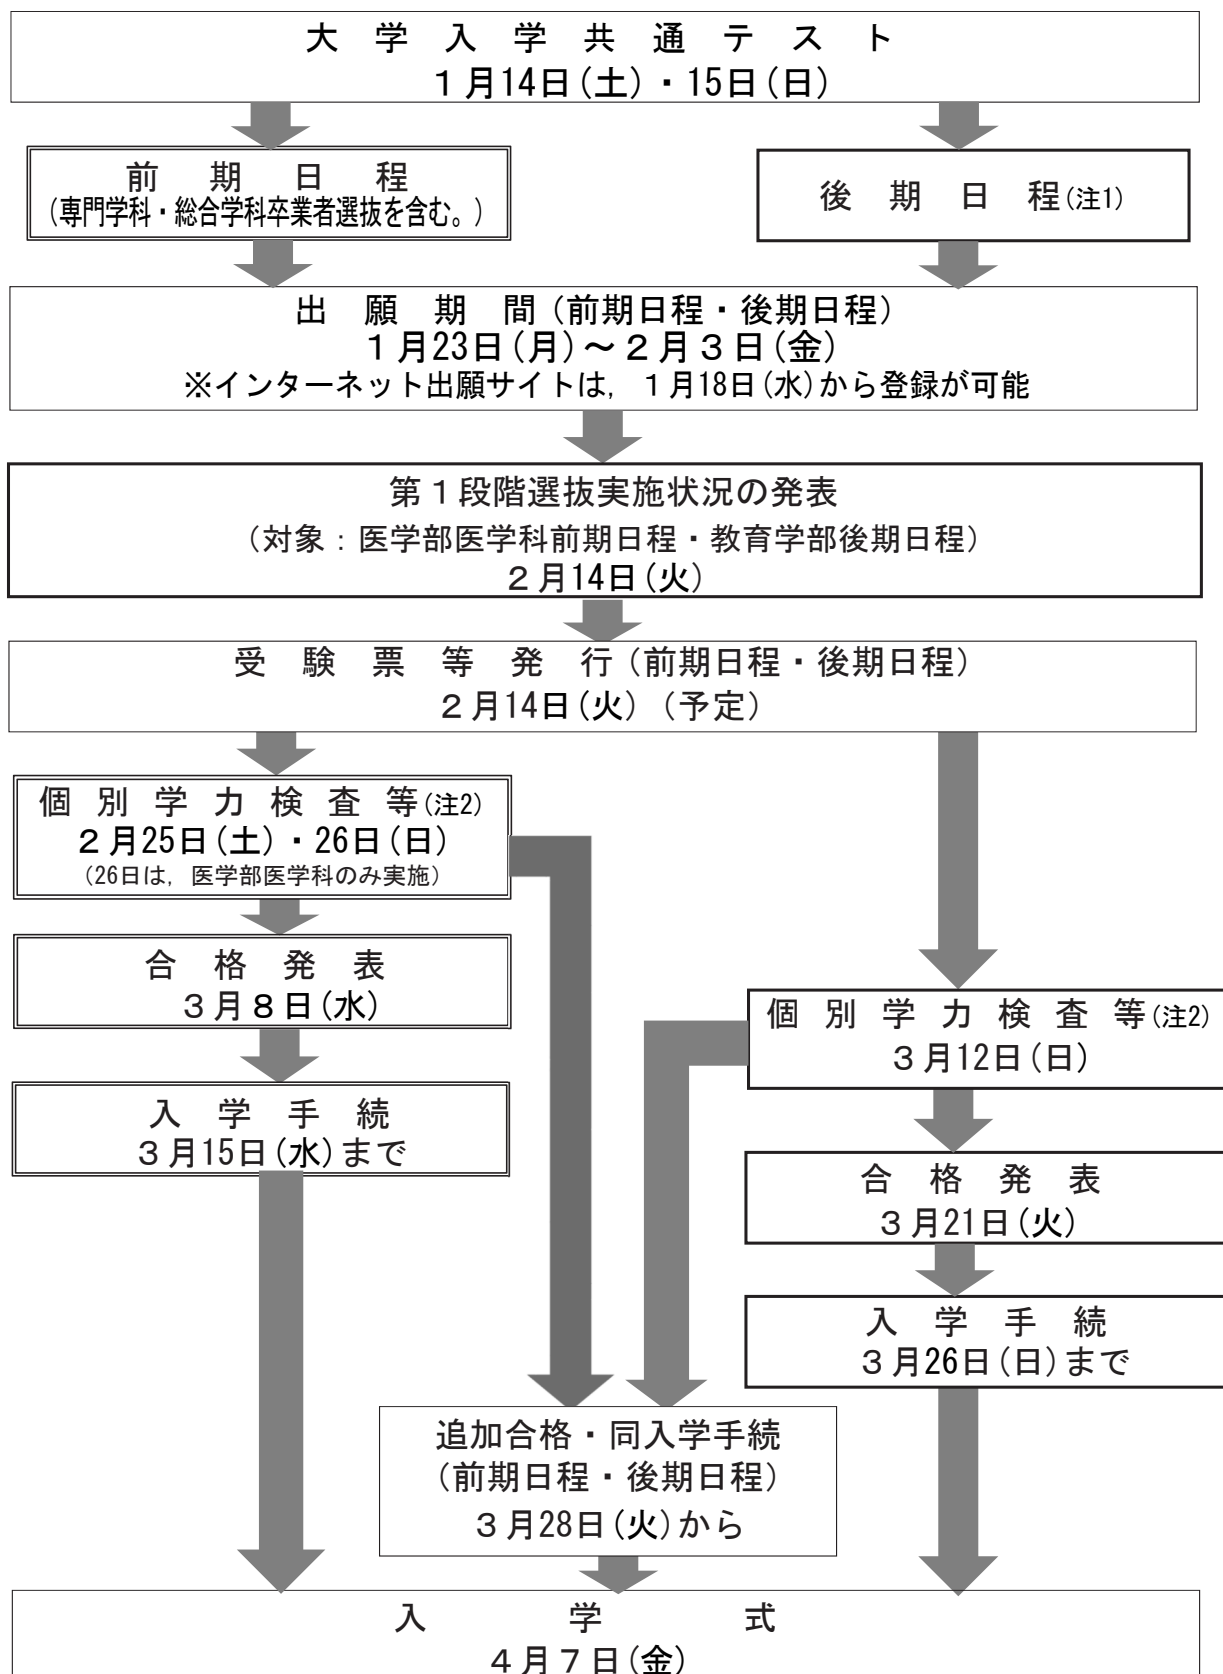 大学入学共通テスト
１月14日(土)・15日(日)
前期日程
(専門学科・総合学科卒業者選抜を含む。)
後期日程(注1)
出願期間(前期日程・後期日程)
１月23日(月)～２月３日(金)
※インターネット出願サイトは，１月18日(水)から登録が可能
第１段階選抜実施状況の発表
(対象：医学部医学科前期日程・教育学部後期日程)
２月14日(火)
受験票等発行(前期日程・後期日程)
２月14日(火)（予定）
個別学力検査等(注2)
２月25日(土)・26日(日)
(26日は，医学部医学科のみ実施)
合格発表
３月８日(水)
入学手続
３月15日(水)まで
個別学力検査等(注2)
３月12日(日)
合格発表
３月21日(火)
入学手続
３月26日(日)まで
追加合格・同入学手続
(前期日程・後期日程)
３月28日(火)から
入学式
４月７日(金)